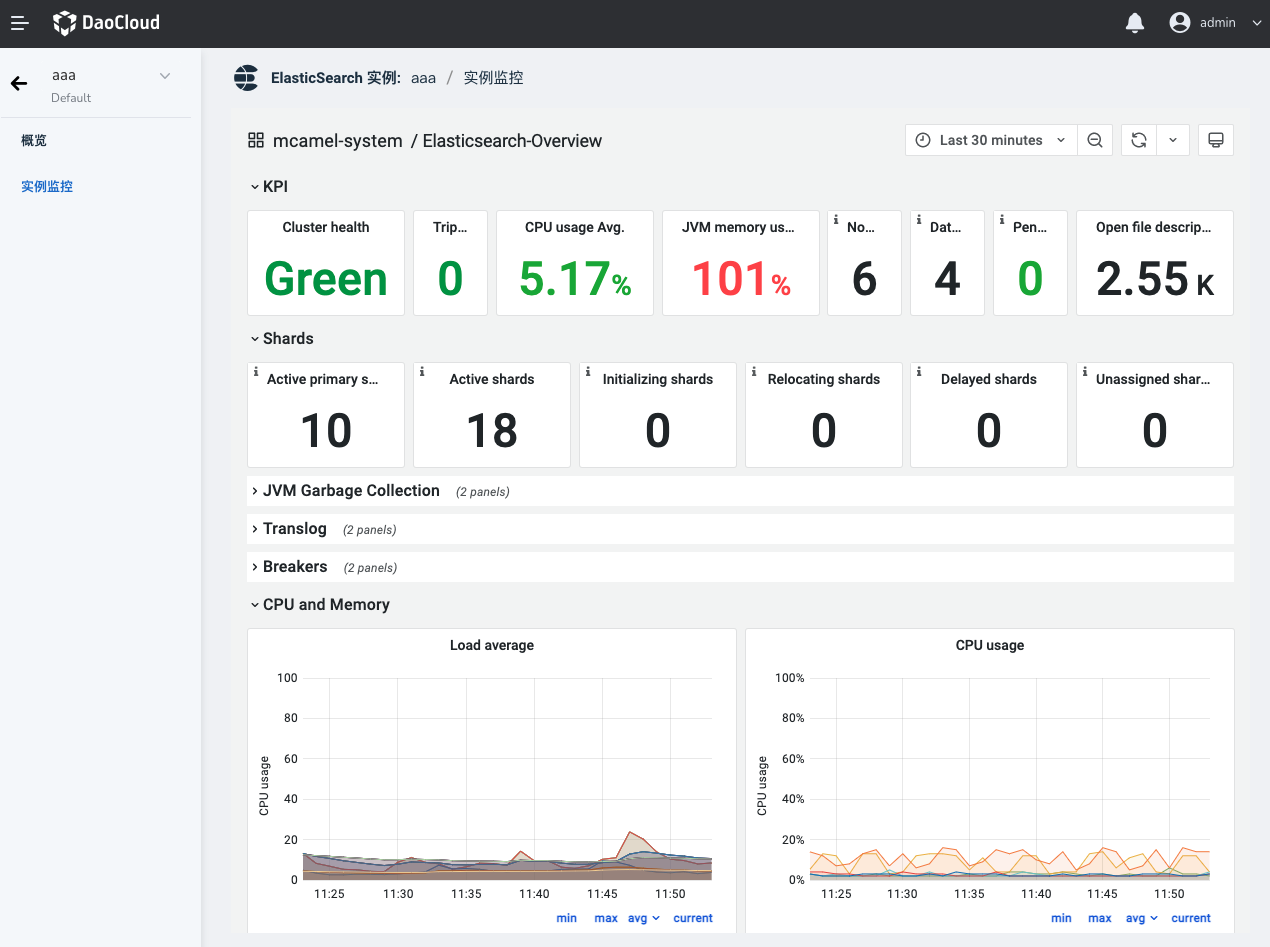 DaoCloud
admin
aaa
Default
概览
实例监控
ElasticSearch 实例: aaa / 实例监控
mcamel-system / Elasticsearch-Overview
Last 30 minutes
KPI
Cluster health
Green
Trip...
0
CPU usage Avg.
5.17%
JVM memory us...
101%
i No...
6
i Dat...
4
i Pen...
0
Open file descrip...
2.55 K
Shards
i Active primary s...
10
i Active shards
18
i Initializing shards
0
i Relocating shards
0
i Delayed shards
0
i Unassigned shar...
0
JVM Garbage Collection (2 panels)
Translog (2 panels)
Breakers (2 panels)
CPU and Memory
Load average
CPU usage
100
80
60
40
20
0
11:25 11:30 11:35 11:40 11:45 11:50
min max avg current
CPU usage
CPU usage
100%
80%
60%
40%
20%
0%
11:25 11:30 11:35 11:40 11:45 11:50
min max avg current